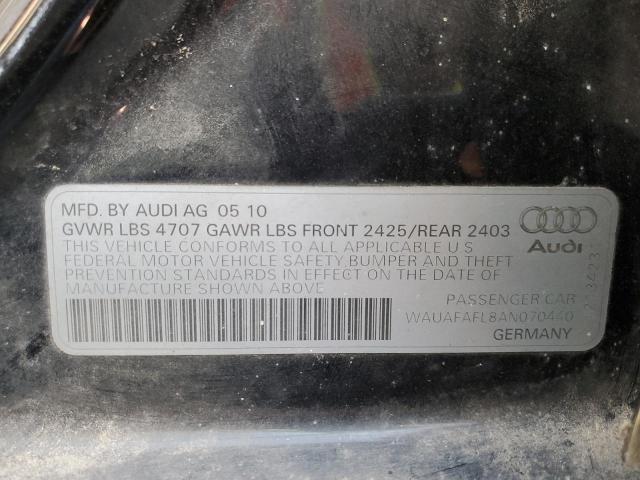 MFD. BY AUDI AG 05 10
GVWR LBS 4707 GAWR LBS FRONT 2425/REAR 2403
THIS VEHICLE CONFORMS TO ALL APPLICABLE U S
FEDERAL MOTOR VEHICLE SAFETY,BUMPER AND THEFT
PREVENTION STANDARDS IN EFFECT ON THE DATE OF
MANUFACTURE SHOWN ABOVE
Audi
PASSENGER CAR
WAUAFAFL8AN070440
GERMANY